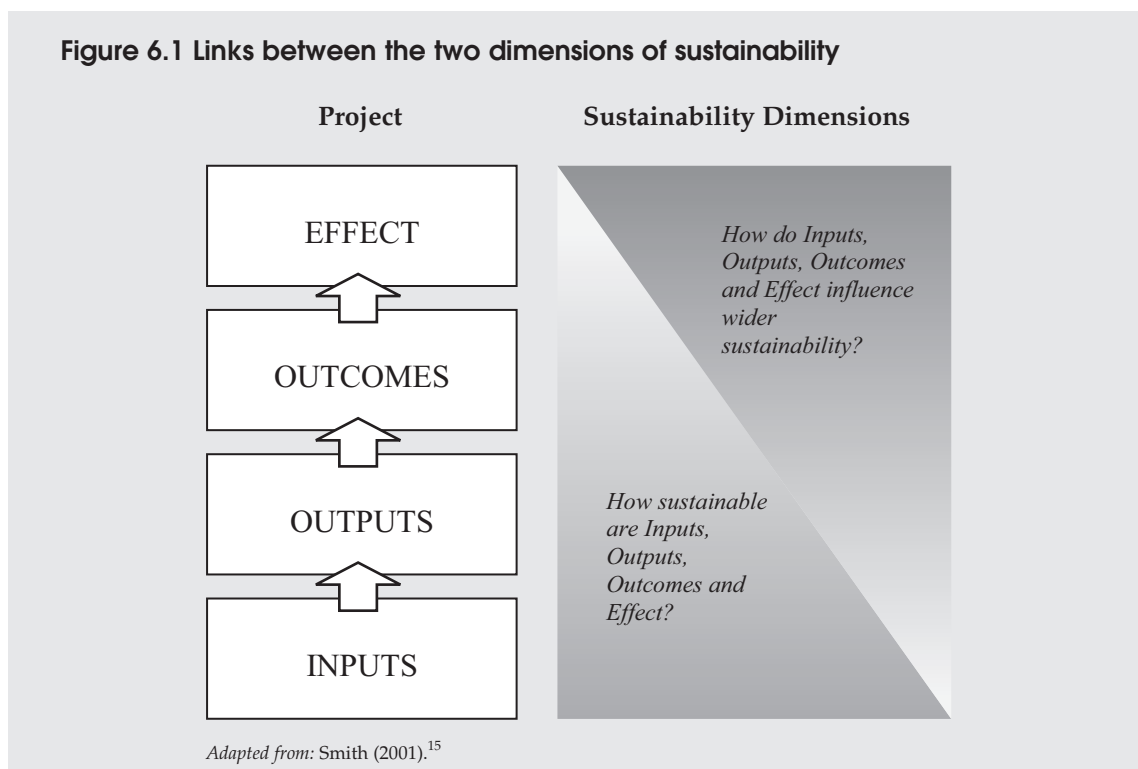 Figure 6.1 Links between the two dimensions of sustainability
Project
Sustainability Dimensions
EFFECT
OUTCOMES
OUTPUTS
INPUTS
How do Inputs,
Outputs, Outcomes
and Effect influence
wider
sustainability?
How sustainable
are Inputs,
Outputs,
Outcomes and
Effect?
Adapted from: Smith (2001).15